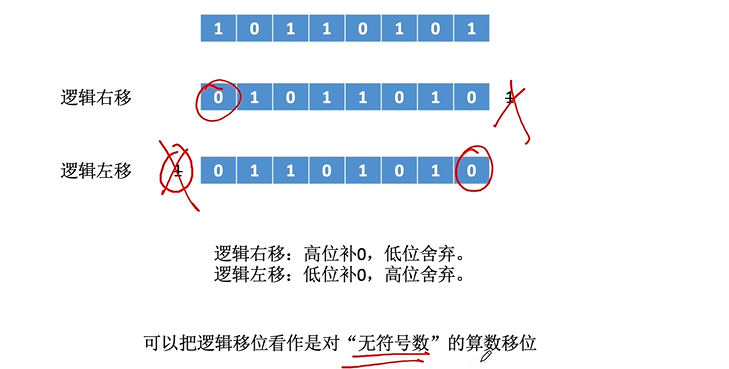 1 0 1 1 0 1 0 1
逻辑右移 0 1 0 1 1 0 1 0 1
逻辑左移 1 0 1 1 0 1 0 1 0
逻辑右移：高位补0，低位舍弃。
逻辑左移：低位补0，高位舍弃。
可以把逻辑移位看作是对“无符号数”的算数移位